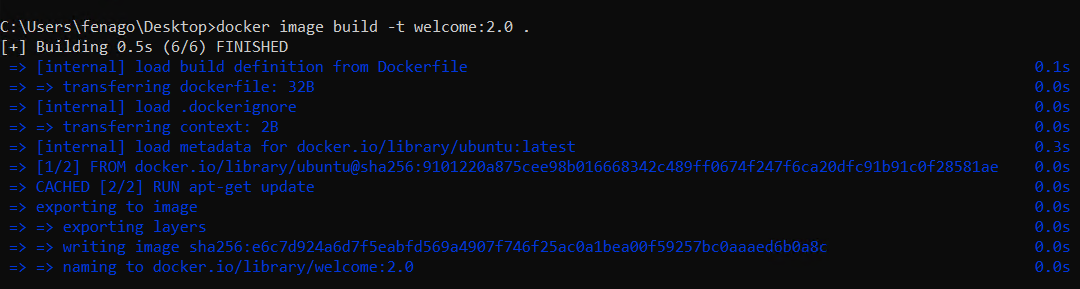 C:\Users\fenago\Desktop>docker image build -t welcome:2.0 .
[+] Building 0.5s (6/6) FINISHED
=> [internal] load build definition from Dockerfile 0.1s
=> => transferring dockerfile: 32B 0.0s
=> [internal] load .dockerignore 0.0s
=> => transferring context: 2B 0.0s
=> [internal] load metadata for docker.io/library/ubuntu:latest 0.3s
=> [1/2] FROM docker.io/library/ubuntu@sha256:9101220a875cee98b016668342c489ff0674f247f6ca20dfc91b91c0f28581ae 0.0s
=> CACHED [2/2] RUN apt-get update 0.0s
=> exporting to image 0.0s
=> => exporting layers 0.0s
=> => writing image sha256:e6c7d924a6d7f5eabfd569a4907f746f25ac0a1bea00f59257bc0aaaed6b0a8c 0.0s
=> => naming to docker.io/library/welcome:2.0 0.0s